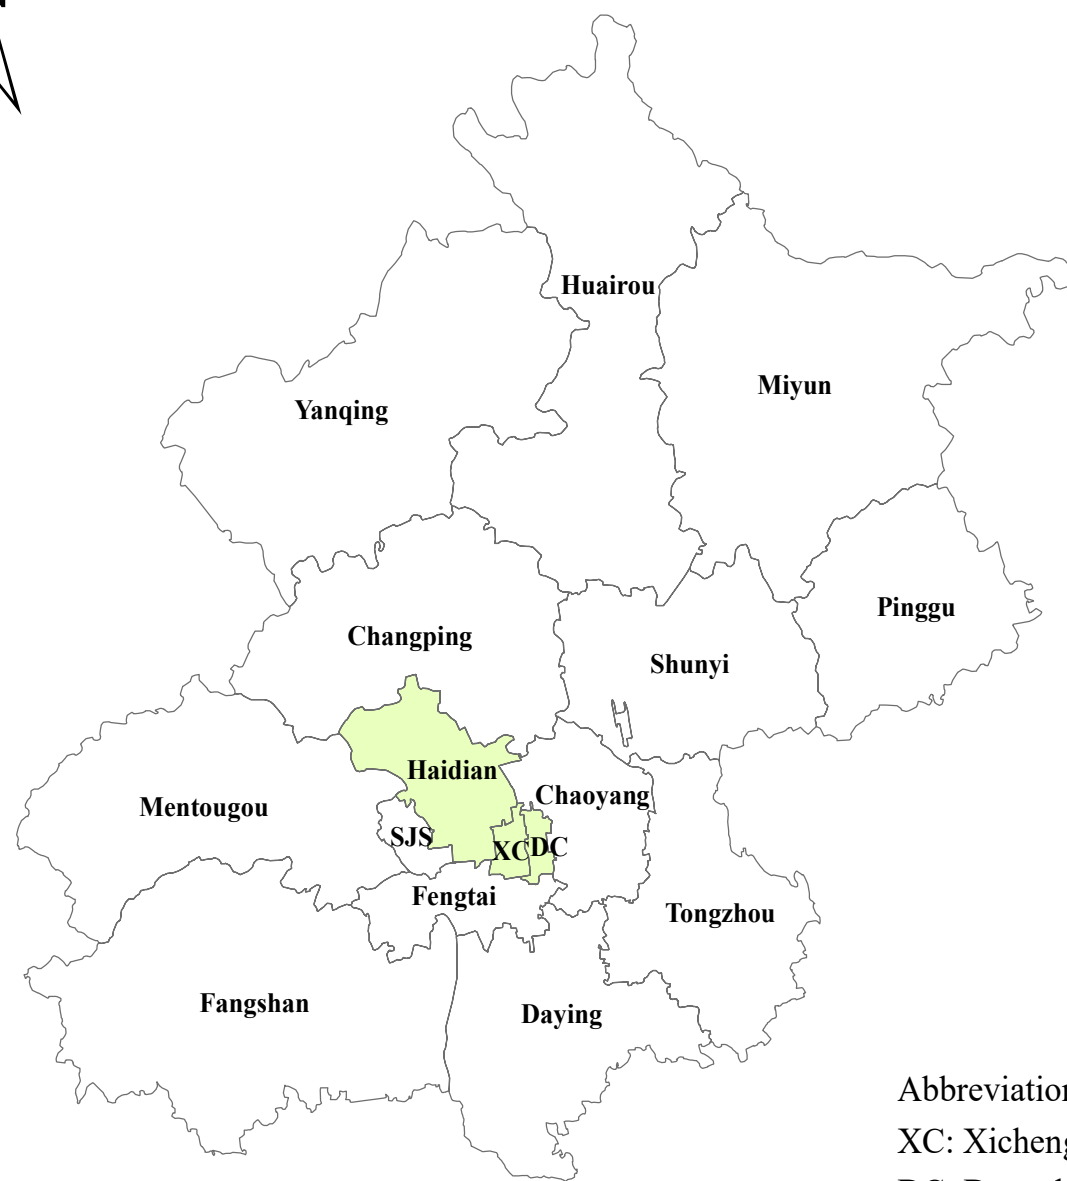 Huairou
Miyun
Yanqing
Pinggu
Changping
Shunyi
Haidian
Chaoyang
Mentougou
SJS
XC
DC
Fengtai
Tongzhou
Fangshan
Daying
Abbreviation
XC: Xicheng